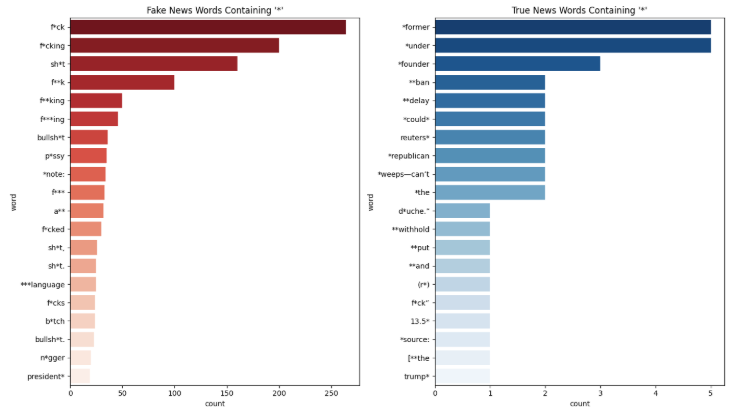 Fake News Words Containing '*'
word
f*ck
f*cking
sh*t
f**k
f**king
f***ing
bullsh*t
p*ssy
*note:
f***
a**
f*cked
sh*t,
sh*t.
***language
f*cks
b*tch
bullsh*t.
n*gger
president*
0 50 100 150 200 250
count
True News Words Containing '*'
word
*former
*under
*founder
**ban
**delay
*could*
reuters*
*republican
*weeps—can't
*the
d*uche."
**withhold
**put
**and
(r*)
f*ck"
13.5*
*source:
[**the
trump*
0 1 2 3 4 5
count